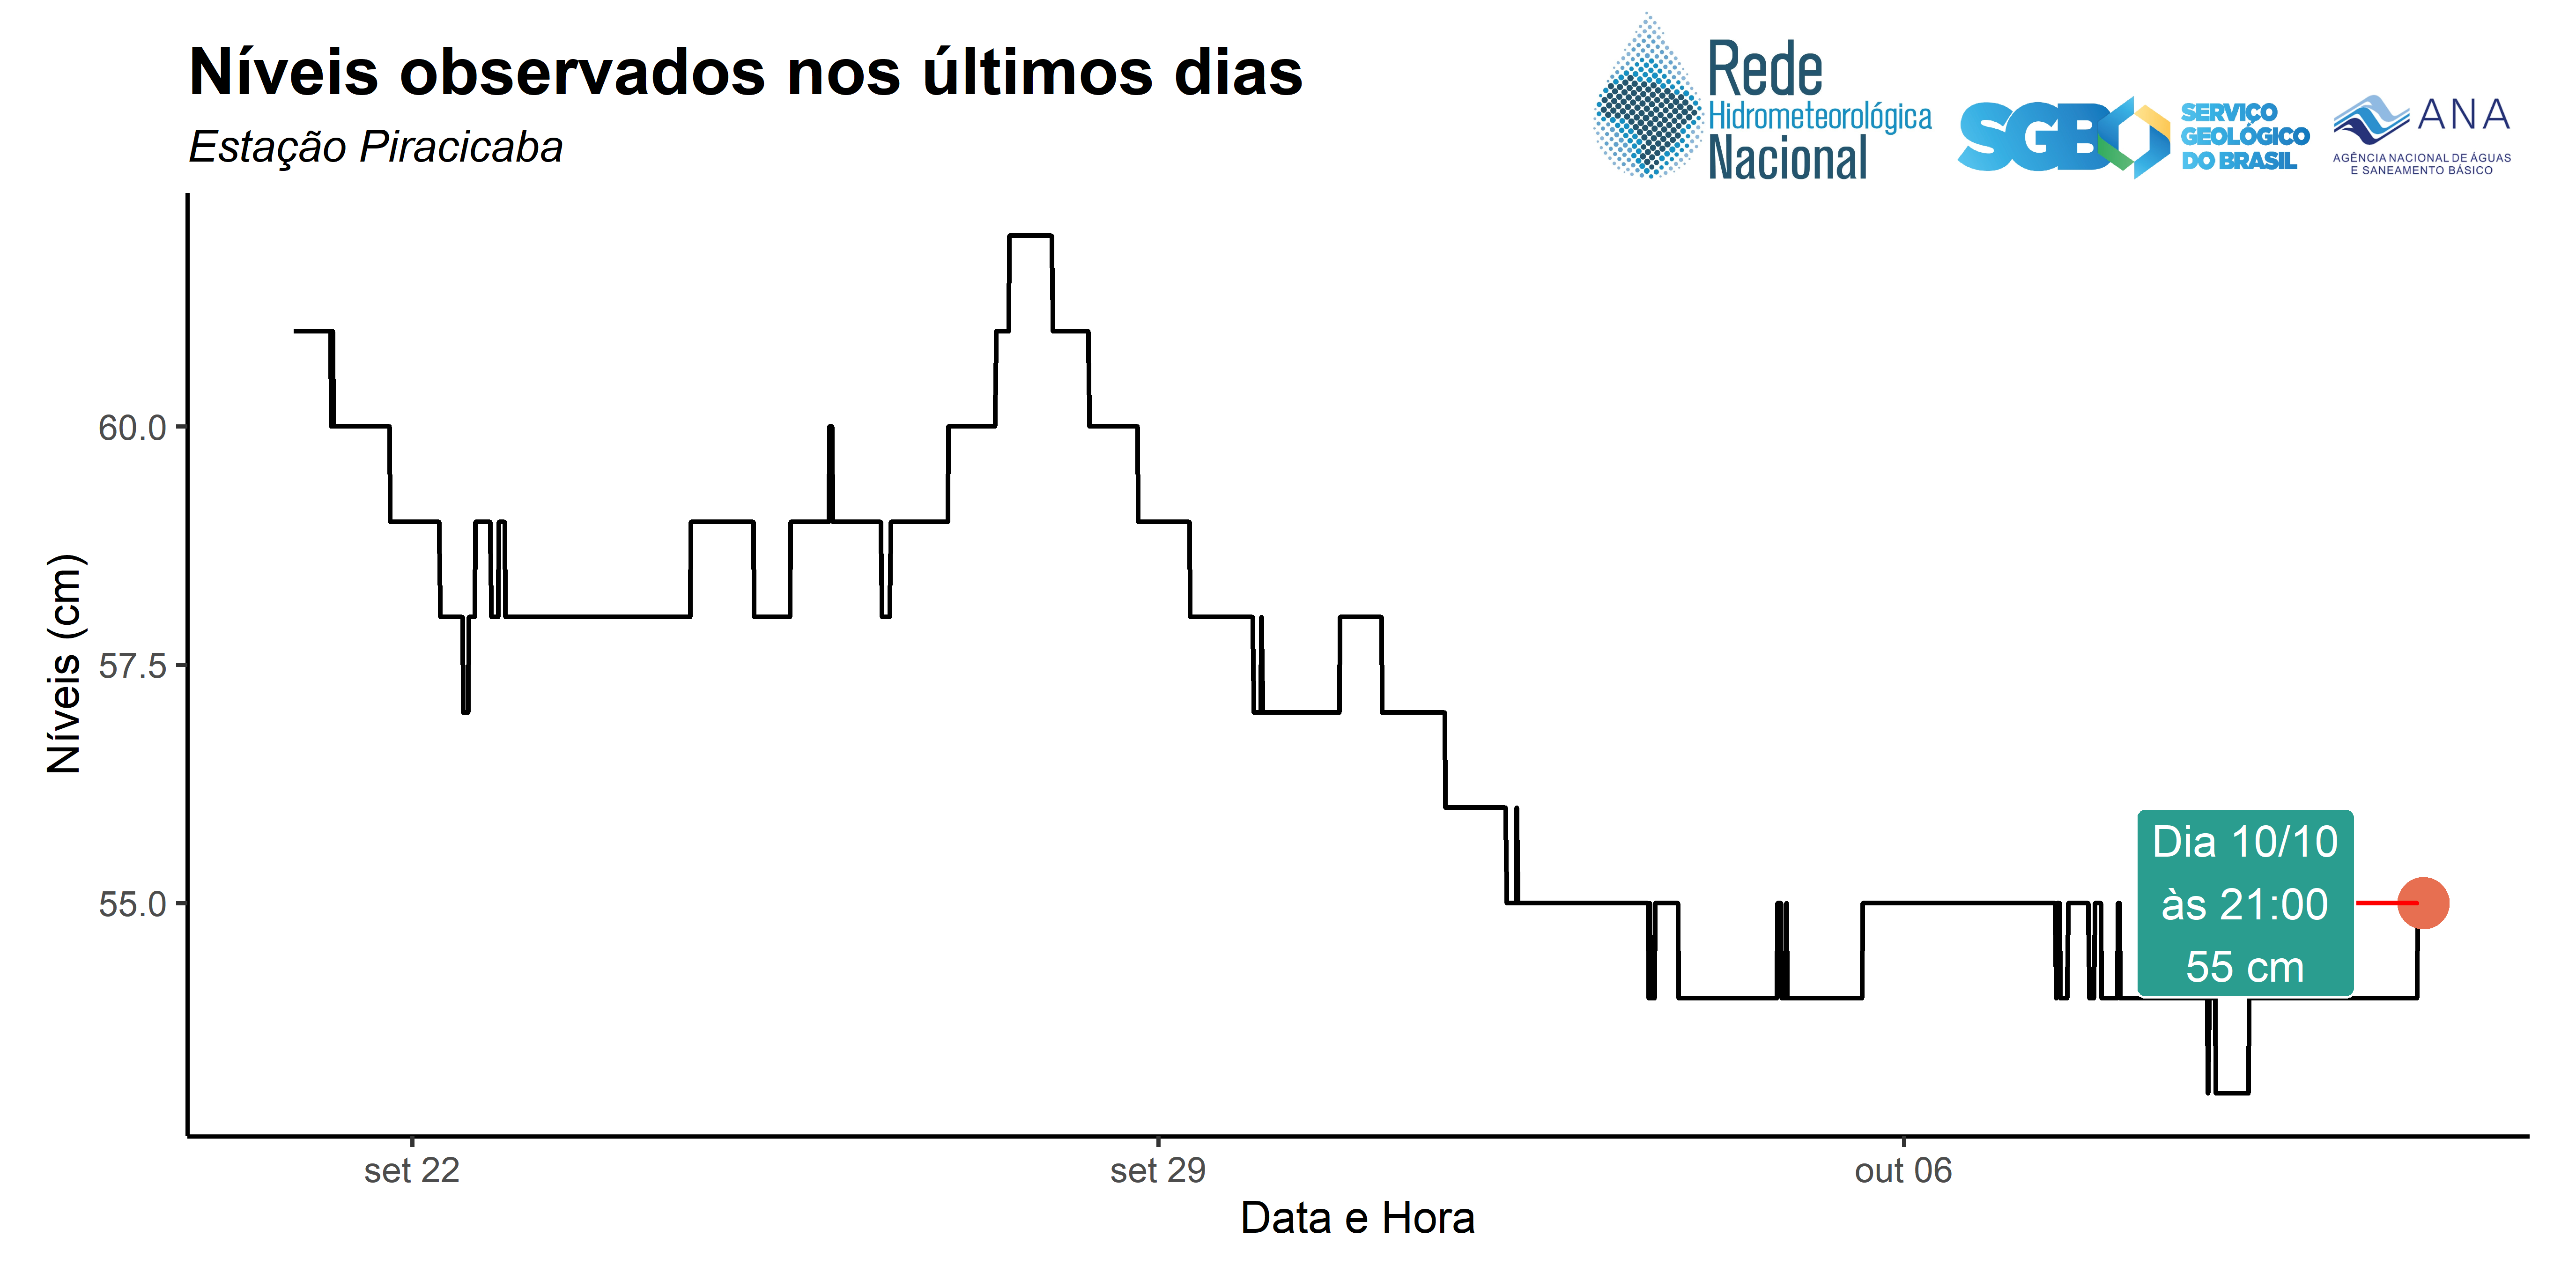 Níveis observados nos últimos dias
Estação Piracicaba
Rede
Hidrometeorológica
Nacional
SGB
SERVIÇO
GEOLÓGICO
DO BRASIL
ANA
AGÊNCIA NACIONAL DE ÁGUAS
E SANEAMENTO BÁSICO
Níveis (cm)
60.0
57.5
55.0
Dia 10/10
às 21:00
55 cm
set 22
set 29
out 06
Data e Hora